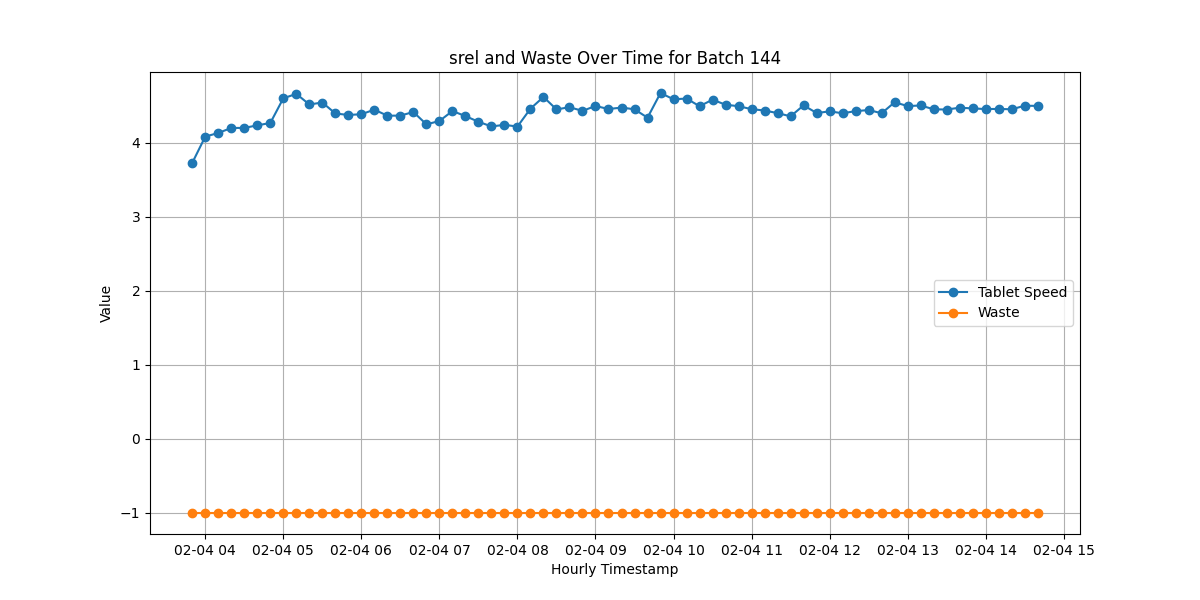 srel and Waste Over Time for Batch 144
Value
4
3
2
1
0
−1
Tablet Speed
Waste
02-04 04 02-04 05 02-04 06 02-04 07 02-04 08 02-04 09 02-04 10 02-04 11 02-04 12 02-04 13 02-04 14 02-04 15
Hourly Timestamp